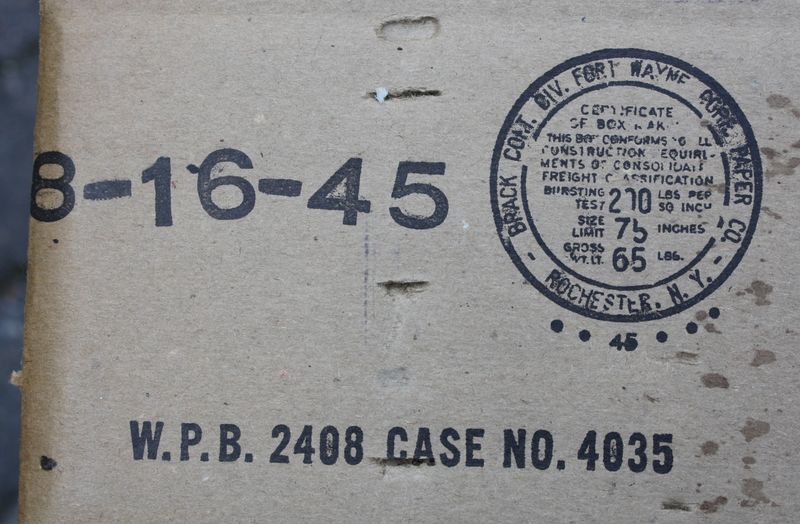 8-16-45
BRACK CONT. DIV. FORT WAYNE CORR. PAPER CO.
- ROCHESTER, N.Y. -
CERTIFICATE
OF BOX MAKER
THIS BOX CONFORMS TO ALL
CONSTRUCTION REQUIRE-
MENTS OF CONSOLIDATED
FREIGHT CLASSIFICATION
BURSTING TEST 200 LBS PER SQ INCH
SIZE LIMIT 75 INCHES
GROSS WT. LT. 65 LBS.
45
W.P.B. 2408 CASE NO. 4035